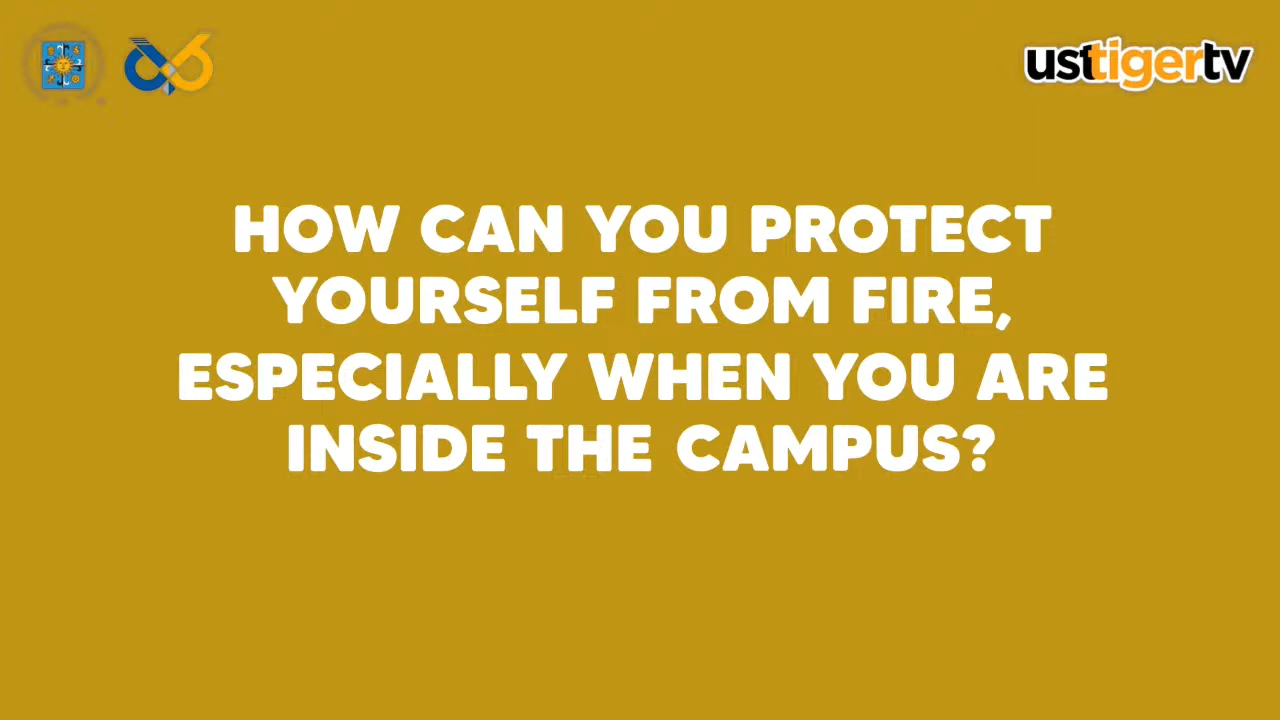 usttigertv
HOW CAN YOU PROTECT
YOURSELF FROM FIRE,
ESPECIALLY WHEN YOU ARE
INSIDE THE CAMPUS?